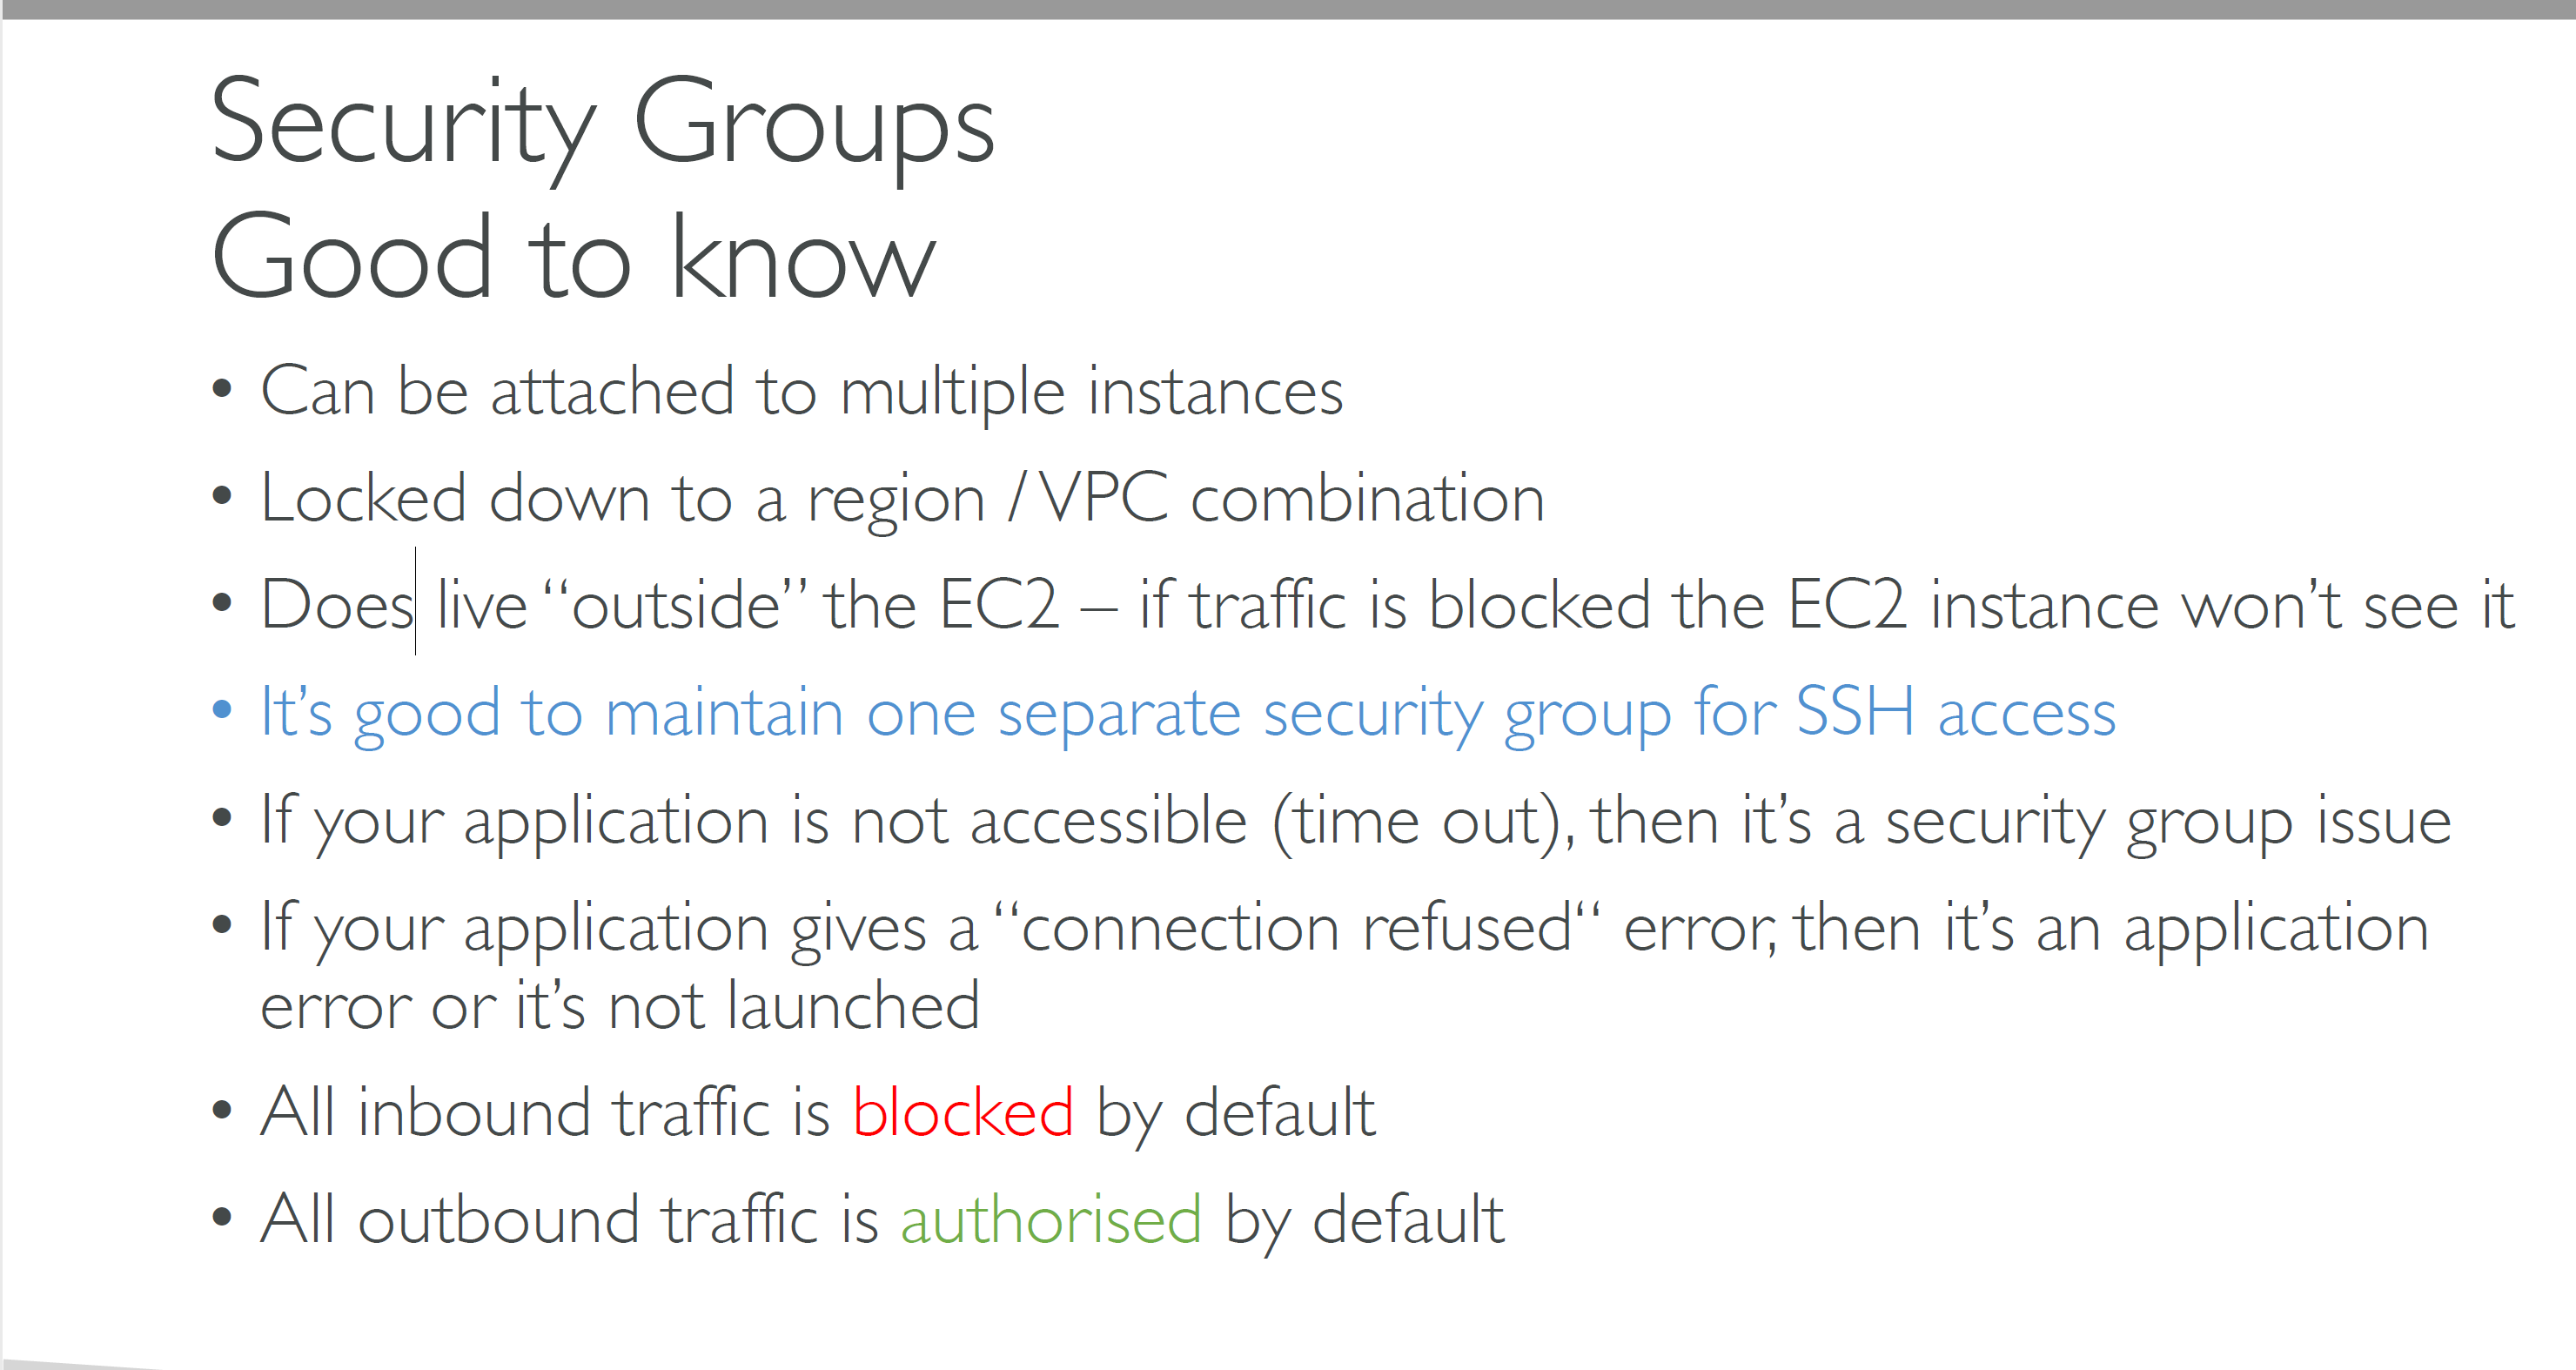 Security Groups
Good to know
• Can be attached to multiple instances
• Locked down to a region / VPC combination
• Does live “outside” the EC2 – if traffic is blocked the EC2 instance won’t see it
• It’s good to maintain one separate security group for SSH access
• If your application is not accessible (time out), then it’s a security group issue
• If your application gives a “connection refused“ error, then it’s an application
error or it’s not launched
• All inbound traffic is blocked by default
• All outbound traffic is authorised by default